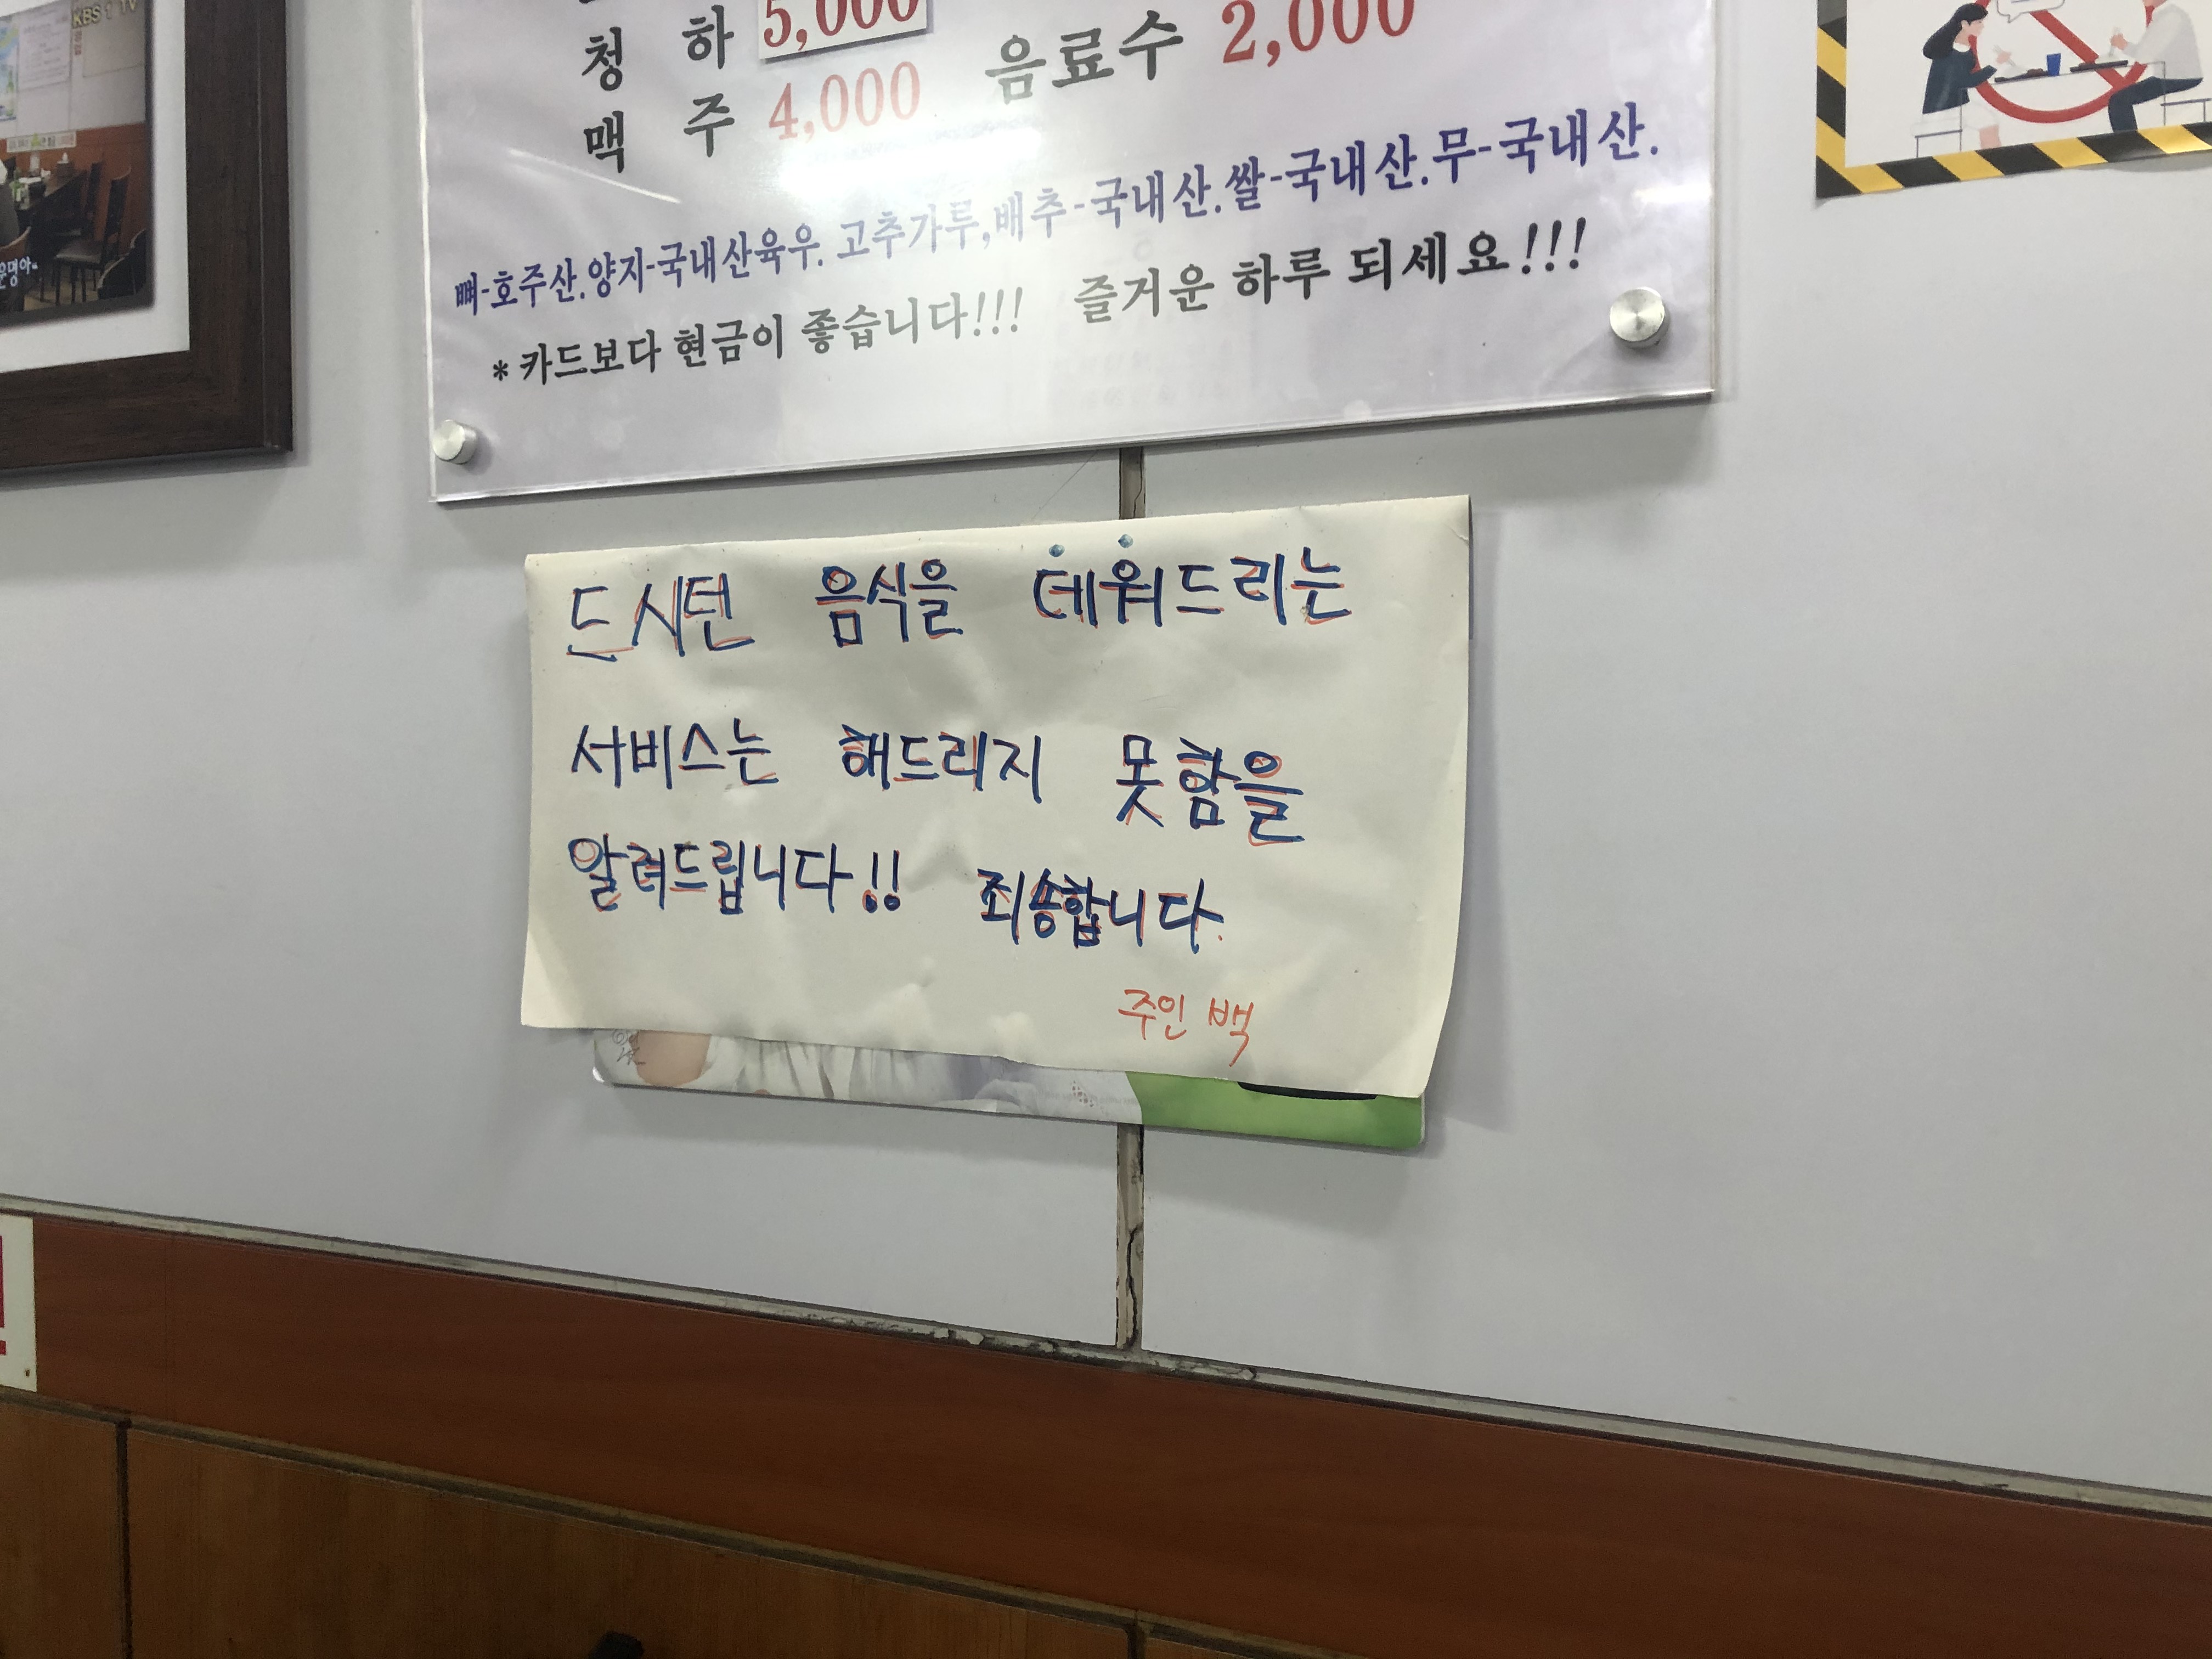 KBS 1 TV
청 하 5,000
맥 주 4,000 음료수 2,000
뼈-호주산.양지-국내산육우. 고추가루,배추-국내산.쌀-국내산.무-국내산.
*카드보다 현금이 좋습니다!!! 즐거운 하루 되세요!!!
드시턴 음식을 데워드리는
서비스는 해드리지 못함을
알려드립니다!! 죄송합니다.
주인 백